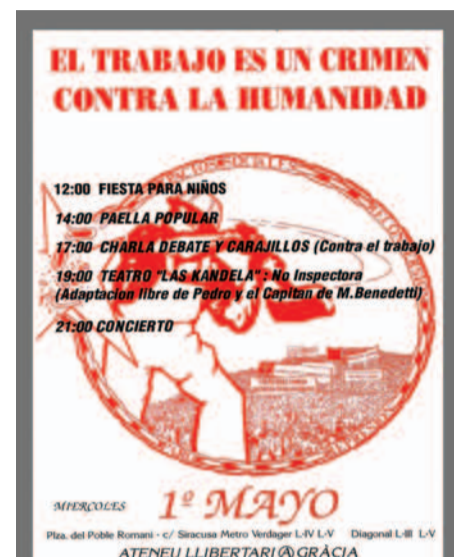 EL TRABAJO ES UN CRIMEN
CONTRA LA HUMANIDAD
12:00 FIESTA PARA NIÑOS
14:00 PAELLA POPULAR
17:00 CHARLA DEBATE Y CARAJILLOS (Contra el trabajo)
19:00 TEATRO "LAS KANDELA": No Inspectora
(Adaptacion libre de Pedro y el Capitan de M.Benedetti)
21:00 CONCIERTO
MIERCOLES 1º MAYO
Plza. del Poble Romani - c/ Siracusa Metro Verdager L-IV L-V Diagonal L-III L-V
ATENEU LLIBERTARI Ⓐ GRÀCIA